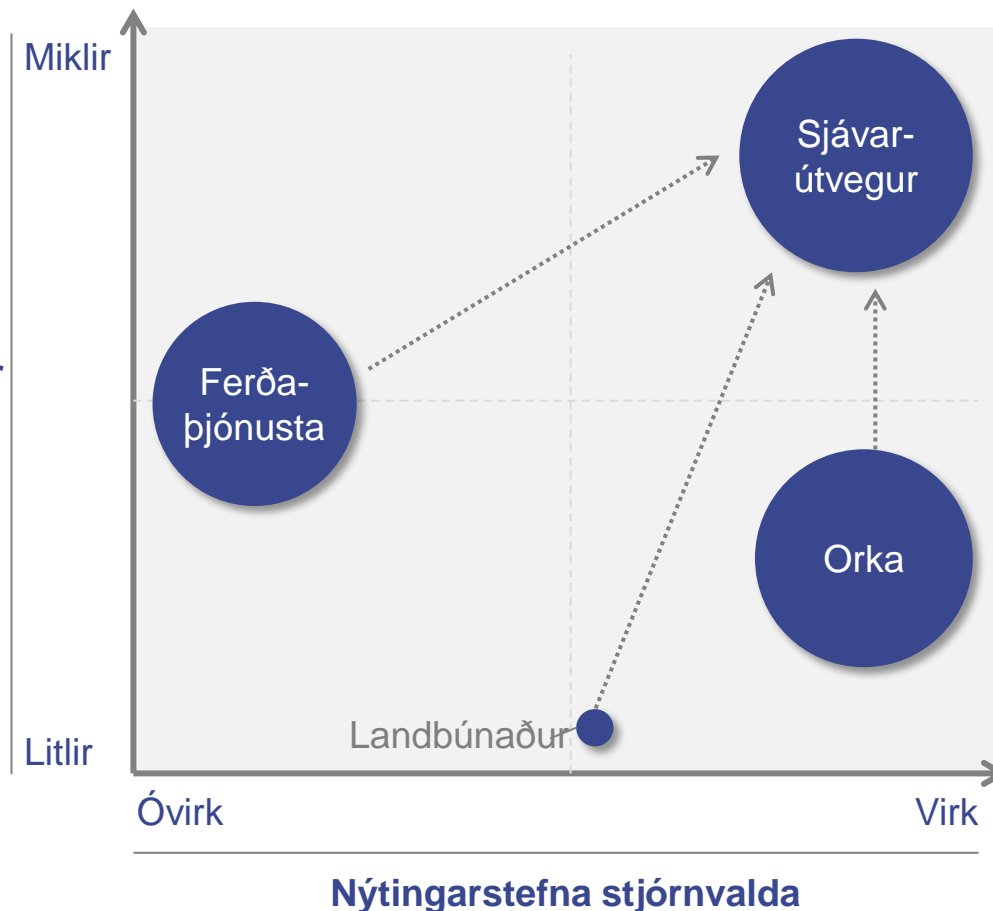 Miklir
Sjávar-
útvegur
Ferða-
þjónusta
Orka
Landbúnaður
Litlir
Óvirk
Virk
Nýtingarstefna stjórnvalda